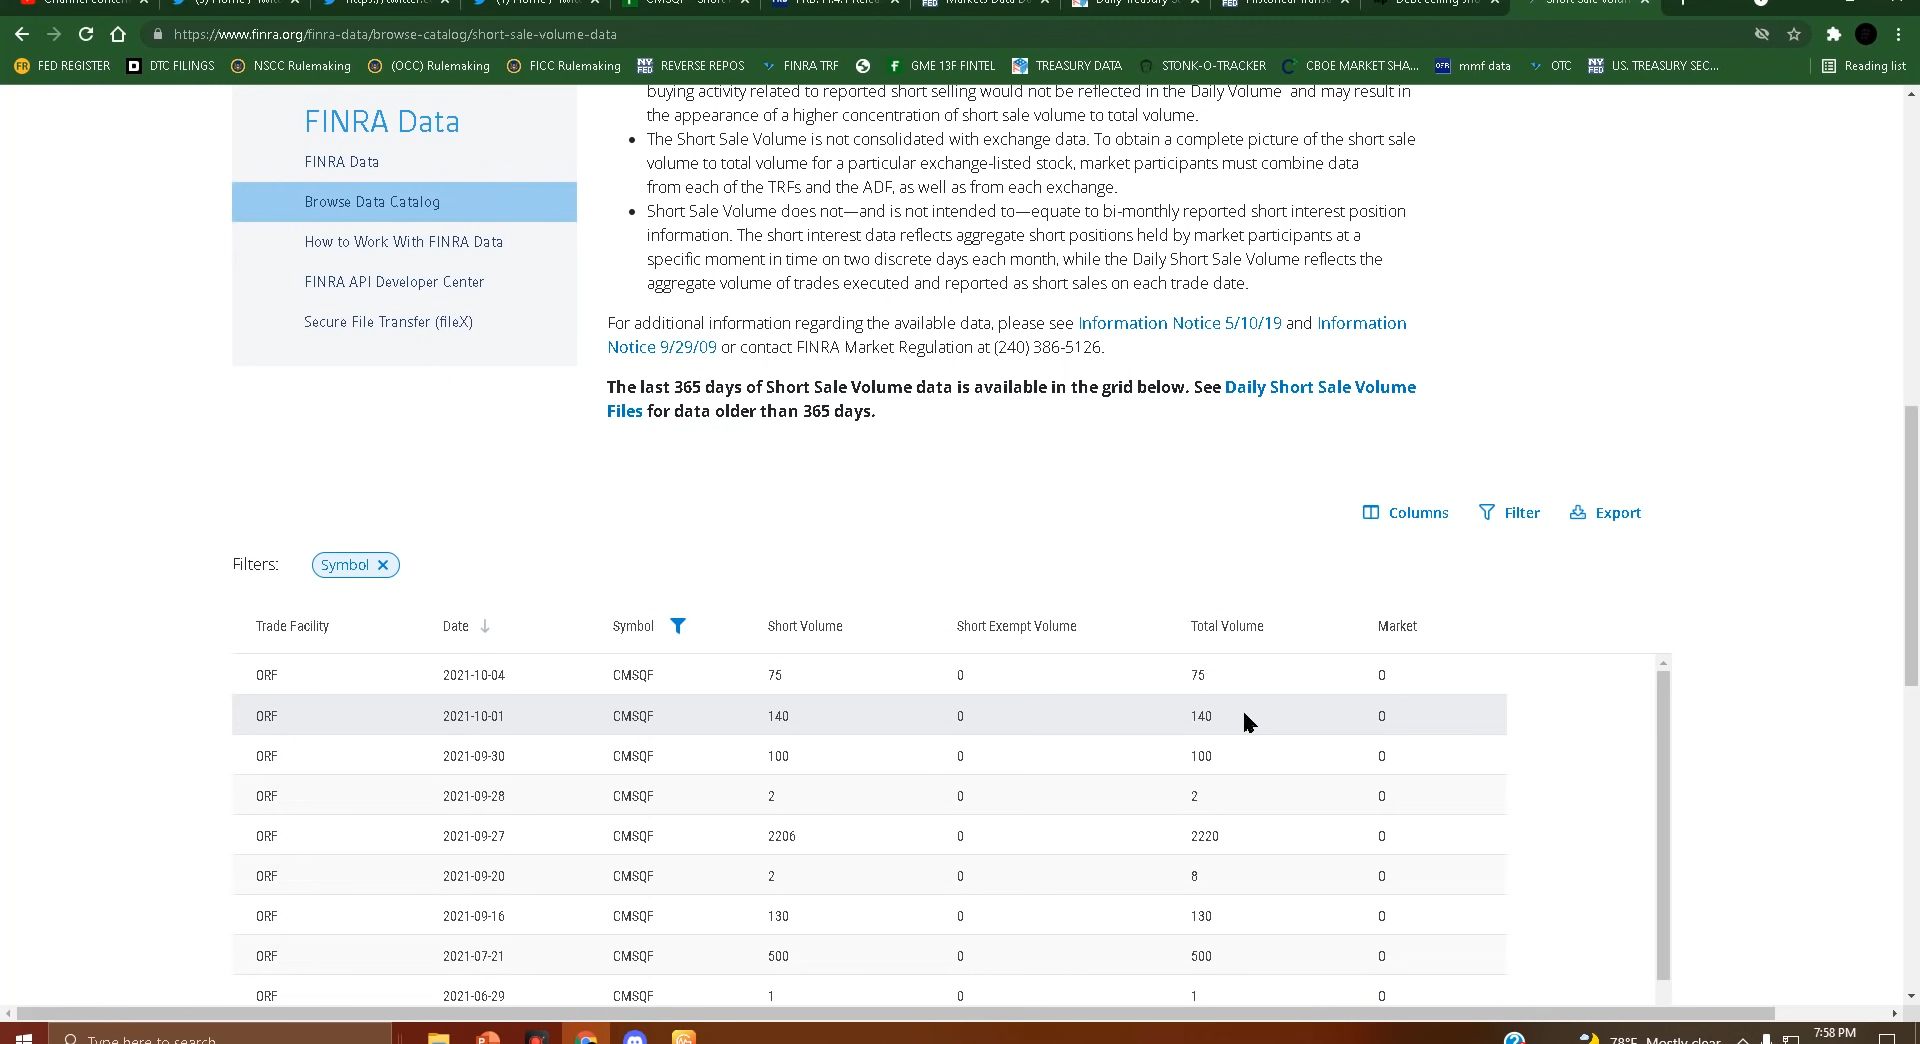 https://www.finra.org/finra-data/browse-catalog/short-sale-volume-data
FED REGISTER DTC FILINGS NSCC Rulemaking (OCC) Rulemaking FICC Rulemaking REVERSE REPOS FINRA TRF GME 13F FINTEL TREASURY DATA STONK-O-TRACKER CBOE MARKET SHA... mmf data OTC U.S. TREASURY SEC... Reading list
FINRA Data
FINRA Data
Browse Data Catalog
How to Work With FINRA Data
FINRA API Developer Center
Secure File Transfer (fileX)
buying activity related to reported short selling would not be reflected in the Daily Volume and may result in
the appearance of a higher concentration of short sale volume to total volume.
• The Short Sale Volume is not consolidated with exchange data. To obtain a complete picture of the short sale
volume to total volume for a particular exchange-listed stock, market participants must combine data
from each of the TRFs and the ADF, as well as from each exchange.
• Short Sale Volume does not—and is not intended to—equate to bi-monthly reported short interest position
information. The short interest data reflects aggregate short positions held by market participants at a
specific moment in time on two discrete days each month, while the Daily Short Sale Volume reflects the
aggregate volume of trades executed and reported as short sales on each trade date.
For additional information regarding the available data, please see Information Notice 5/10/19 and Information
Notice 9/29/09 or contact FINRA Market Regulation at (240) 386-5126.
The last 365 days of Short Sale Volume data is available in the grid below. See Daily Short Sale Volume
Files for data older than 365 days.
Columns Filter Export
Filters: Symbol ✕
Trade Facility Date ↓ Symbol Short Volume Short Exempt Volume Total Volume Market
ORF 2021-10-04 CMSQF 75 0 75 O
ORF 2021-10-01 CMSQF 140 0 140 O
ORF 2021-09-30 CMSQF 100 0 100 O
ORF 2021-09-28 CMSQF 2 0 2 O
ORF 2021-09-27 CMSQF 2206 0 2220 O
ORF 2021-09-20 CMSQF 2 0 8 O
ORF 2021-09-16 CMSQF 130 0 130 O
ORF 2021-07-21 CMSQF 500 0 500 O
ORF 2021-06-29 CMSQF 1 0 1 O
Type here to search 78°F Mostly clear 7:58 PM